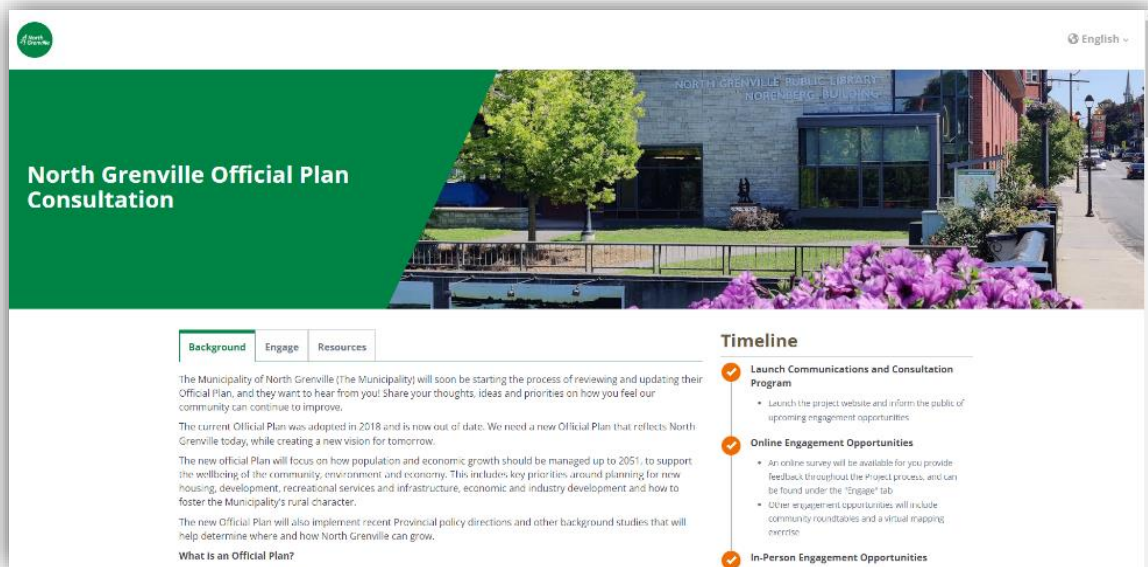 North
Grenville
English
NORTH GRENVILLE PUBLIC LIBRARY
NORENBERG BUILDING
North Grenville Official Plan
Consultation
Background
Engage
Resources
The Municipality of North Grenville (The Municipality) will soon be starting the process of reviewing and updating their
Official Plan, and they want to hear from you! Share your thoughts, ideas and priorities on how you feel our
community can continue to improve.
The current Official Plan was adopted in 2018 and is now out of date. We need a new Official Plan that reflects North
Grenville today, while creating a new vision for tomorrow.
The new official Plan will focus on how population and economic growth should be managed up to 2051, to support
the wellbeing of the community, environment and economy. This includes key priorities around planning for new
housing, development, recreational services and infrastructure, economic and industry development and how to
foster the Municipality's rural character.
The new Official Plan will also implement recent Provincial policy directions and other background studies that will
help determine where and how North Grenville can grow.
What is an Official Plan?
Timeline
Launch Communications and Consultation
Program
• Launch the project website and inform the public of
upcoming engagement opportunities
Online Engagement Opportunities
• An online survey will be available for you provide
feedback throughout the Project process, and can
be found under the "Engage" tab
• Other engagement opportunities will include
community roundtables and a virtual mapping
exercise
In-Person Engagement Opportunities